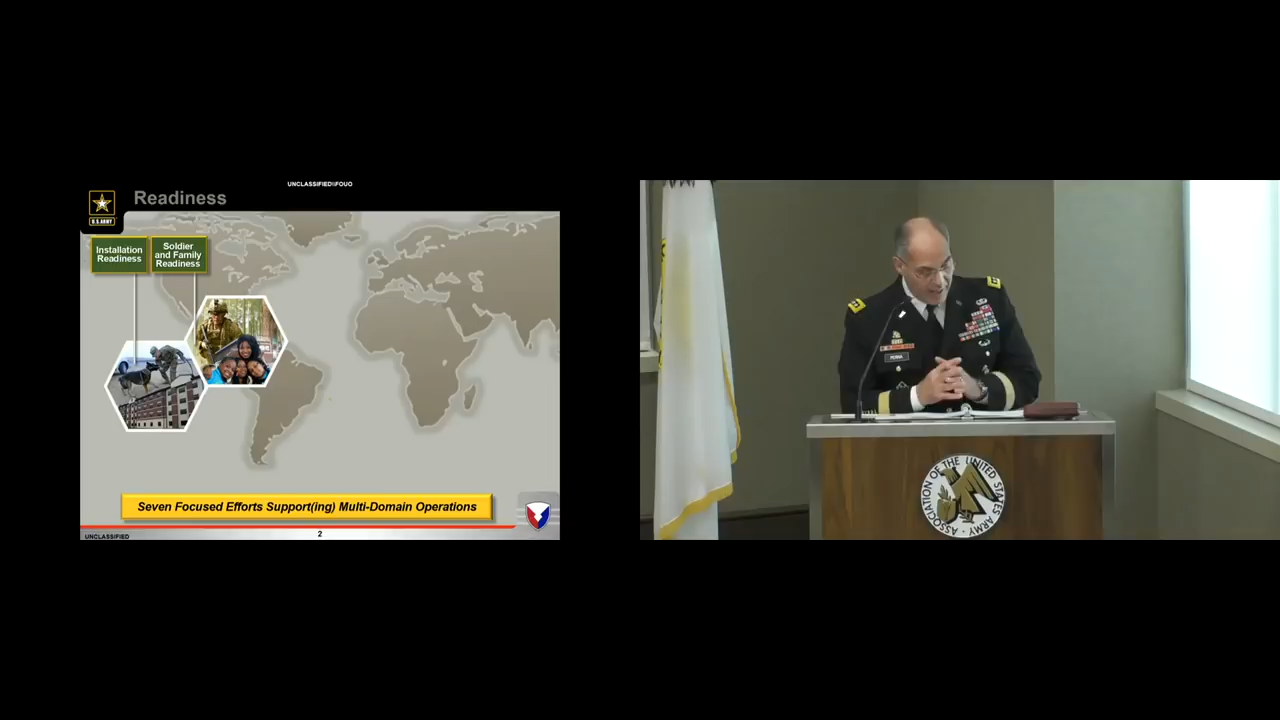 UNCLASSIFIED\\FOUO
Readiness
U.S.ARMY
Installation
Readiness
Soldier
and Family
Readiness
Seven Focused Efforts Support(ing) Multi-Domain Operations
UNCLASSIFIED
2
PERNA
ASSOCIATION OF THE UNITED STATES ARMY